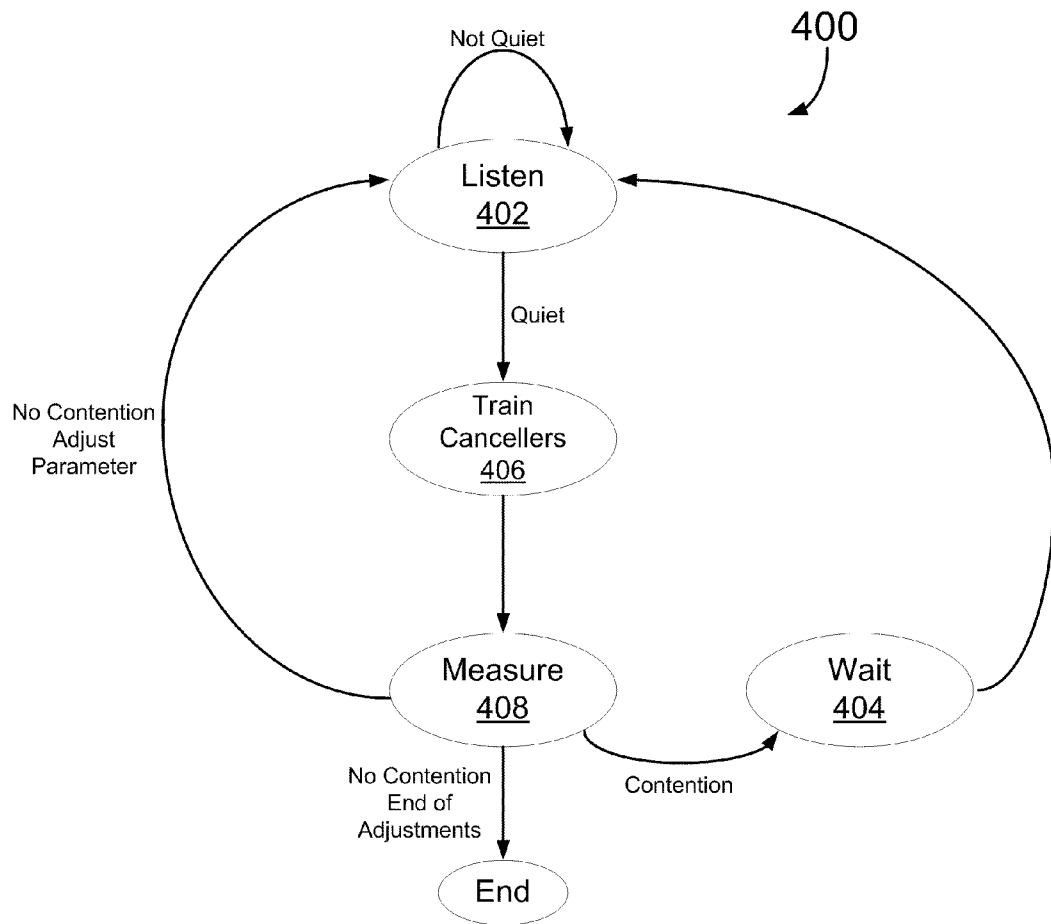 400
Not Quiet
Listen
402
Quiet
Train
Cancellers
406
No Contention
Adjust
Parameter
Measure
408
Wait
404
Contention
No Contention
End of
Adjustments
End